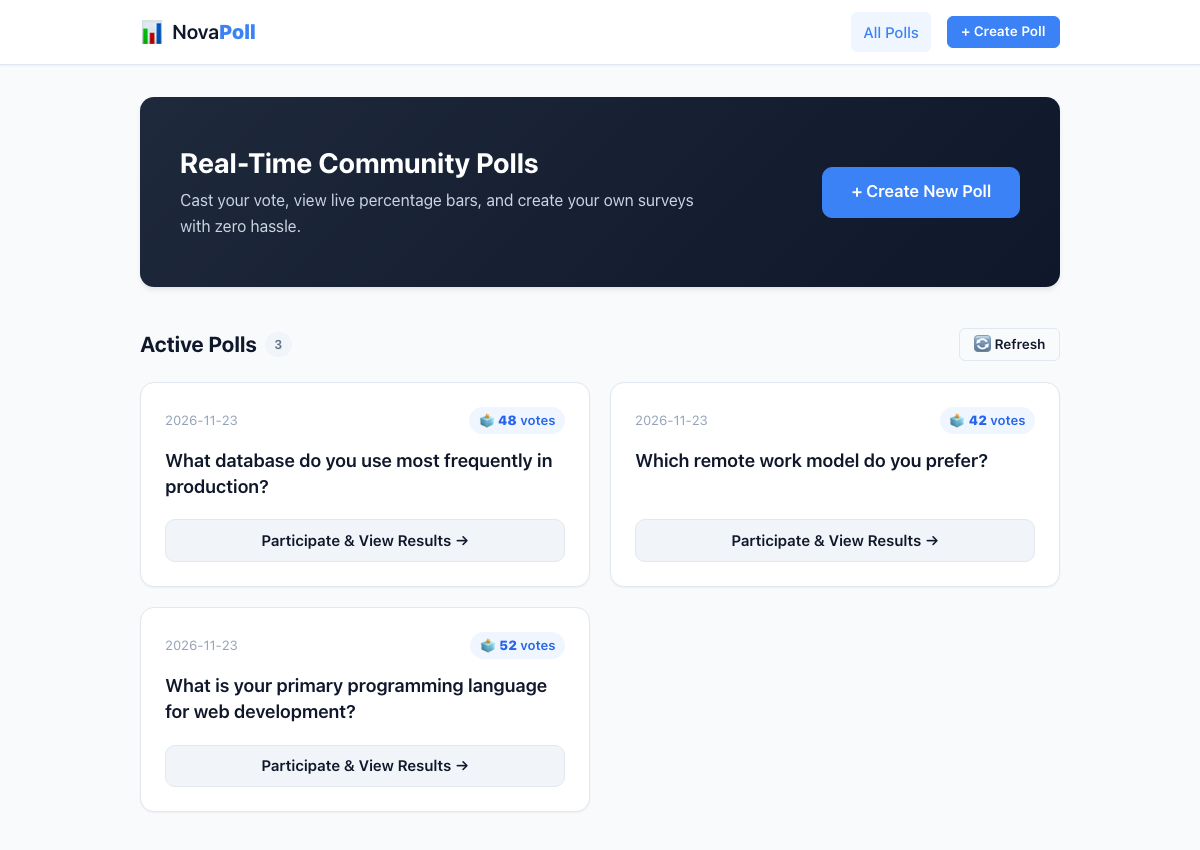 NovaPoll
All Polls
+ Create Poll
Real-Time Community Polls
Cast your vote, view live percentage bars, and create your own surveys
with zero hassle.
+ Create New Poll
Active Polls 3
Refresh
2026-11-23
48 votes
What database do you use most frequently in
production?
Participate & View Results →
2026-11-23
42 votes
Which remote work model do you prefer?
Participate & View Results →
2026-11-23
52 votes
What is your primary programming language
for web development?
Participate & View Results →